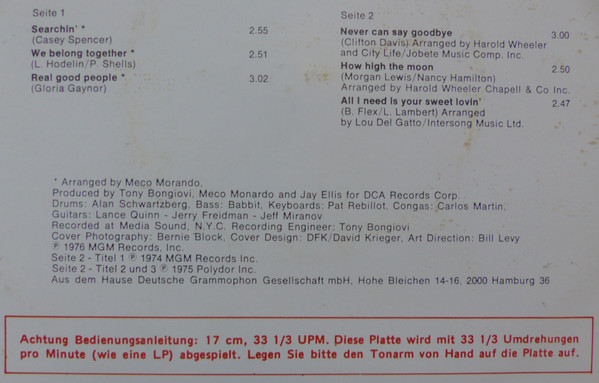 Seite 1
Searchin' * 2.55
(Casey Spencer)
We belong together * 2.51
(L. Hodelin/P. Shells)
Real good people * 3.02
(Gloria Gaynor)
Seite 2
Never can say goodbye 3.00
(Clifton Davis) Arranged by Harold Wheeler
and City Life/Jobete Music Comp. Inc.
How high the moon 2.50
(Morgan Lewis/Nancy Hamilton)
Arranged by Harold Wheeler Chapell & Co Inc.
All I need is your sweet lovin' 2.47
(B. Flex/L. Lambert) Arranged
by Lou Del Gatto/Intersong Music Ltd.
* Arranged by Meco Morando,
Produced by Tony Bongiovi, Meco Monardo and Jay Ellis for DCA Records Corp.
Drums: Alan Schwartzberg, Bass: Babbit, Keyboards: Pat Rebillot, Congas: Carlos Martin,
Guitars: Lance Quinn - Jerry Freidman - Jeff Miranov
Recorded at Media Sound, N.Y.C. Recording Engineer: Tony Bongiovi
Cover Photography: Bernie Block, Cover Design: DFK/David Krieger, Art Direction: Bill Levy
℗ 1976 MGM Records, Inc.
Seite 2 - Titel 1 ℗ 1974 MGM Records Inc.
Seite 2 - Titel 2 und 3 ℗ 1975 Polydor Inc.
Aus dem Hause Deutsche Grammophon Gesellschaft mbH, Hohe Bleichen 14-16, 2000 Hamburg 36
Achtung Bedienungsanleitung: 17 cm, 33 1/3 UPM. Diese Platte wird mit 33 1/3 Umdrehungen
pro Minute (wie eine LP) abgespielt. Legen Sie bitte den Tonarm von Hand auf die Platte auf.